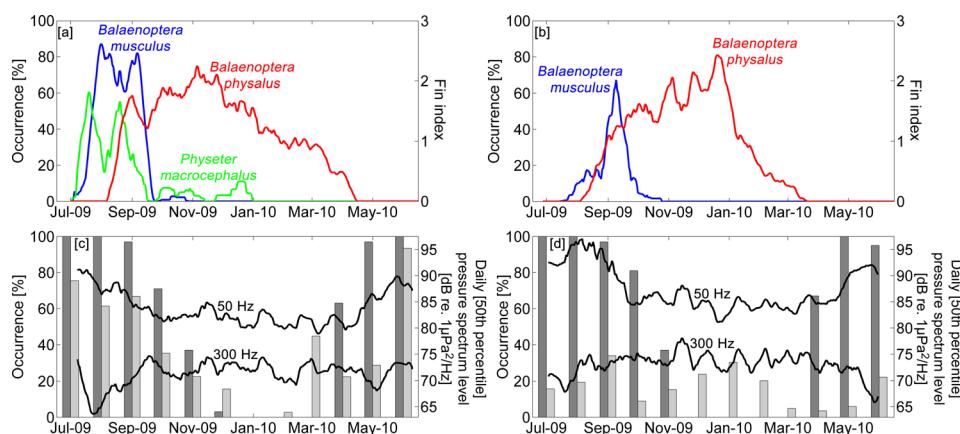 [a]
Balaenoptera
musculus
Balaenoptera
physalus
Physeter
macrocephalus
Occurrence [%]
100
80
60
40
20
0
3
2
1
0
Fin index
Jul-09 Sep-09 Nov-09 Jan-10 Mar-10 May-10
[b]
Balaenoptera
musculus
Balaenoptera
physalus
Occurrence [%]
100
80
60
40
20
0
3
2
1
0
Fin index
Jul-09 Sep-09 Nov-09 Jan-10 Mar-10 May-10
[c]
50 Hz
300 Hz
Occurrence [%]
100
80
60
40
20
0
95
90
85
80
75
70
65
Daily [50th percentile]
pressure spectrum level
[dB re. 1µPa²/Hz]
Jul-09 Sep-09 Nov-09 Jan-10 Mar-10 May-10
[d]
50 Hz
300 Hz
Occurrence [%]
100
80
60
40
20
0
95
90
85
80
75
70
65
Daily [50th percentile]
pressure spectrum level
[dB re. 1µPa²/Hz]
Jul-09 Sep-09 Nov-09 Jan-10 Mar-10 May-10